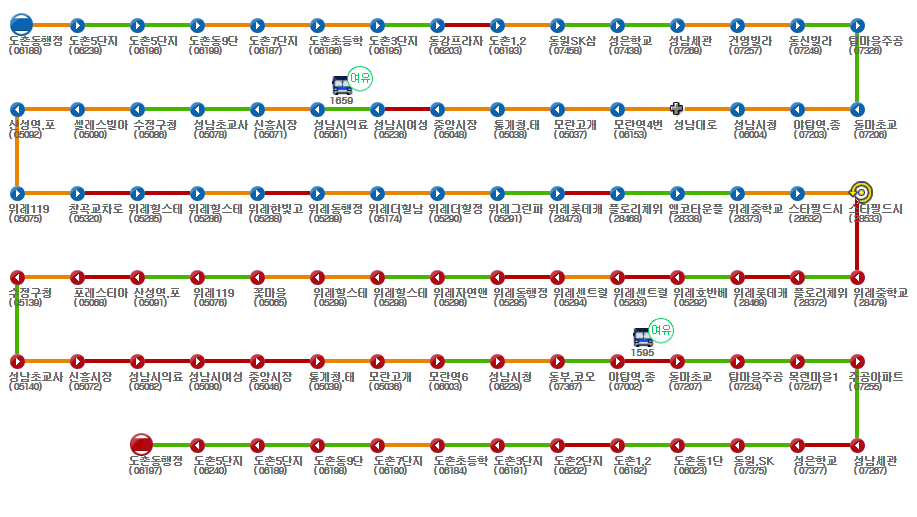 도촌동행정 도촌5단지 도촌5단지 도촌동9단 도촌7단지 도촌초등학 도촌3단지 동강프라자 도촌1,2 동원SK삼 성은학교 성남세관 건영빌라 동신빌라 탑마을주공
(06186) (06239) (06196) (06199) (06187) (06188) (06195) (06203) (06193) (07458) (07438) (07269) (07257) (07249) (07326)
여유
1659
산성역,포 셀레스빌아 수정구청 성남초교사 신흥시장 성남시의료 성남시여성 중앙시장 통계청,태 모란고개 모란역4번 성남대로 성남시청 야탑역,종 돌마초교
(05092) (05090) (05086) (05078) (05071) (05061) (05236) (05049) (05038) (05037) (06153) (06004) (07203) (07206)
위례119 창곡교차로 위례힐스테 위례힐스테 위례한빛고 위례동행정 위례더힐남 위례더힐정 위례그린파 위례롯데캐 플로리체위 엠코타운플 위례중학교 스타필드시 스타필드시
(05075) (05320) (05285) (05286) (05288) (05289) (05174) (05290) (05291) (28473) (28468) (28338) (28373) (28532) (28533)
수정구청 포레스티아 산성역,포 위례119 꽃마을 위례힐스테 위례힐스테 위례자연앤 위례동행정 위례센트럴 위례센트럴 위례호반베 위례롯데캐 플로리체위 위례중학교
(05139) (05088) (05091) (05076) (05065) (05299) (05298) (05296) (05295) (05294) (05293) (05292) (28469) (28372) (28479)
여유
1595
성남초교사 신흥시장 성남시의료 성남시여성 중앙시장 통계청,태 모란고개 모란역6 성남시청 동부,코오 야탑역,종 돌마초교 탑마을주공 목련마을1 주공아파트
(05140) (05072) (05062) (05080) (05046) (05039) (05036) (06003) (06229) (07367) (07002) (07207) (07234) (07247) (07255)
도촌동행정 도촌5단지 도촌5단지 도촌동9단 도촌7단지 도촌초등학 도촌3단지 도촌2단지 도촌1,2 도촌동1단 동원,SK 성은학교 성남세관
(06197) (06240) (06189) (06198) (06190) (06184) (06191) (06202) (06192) (06023) (07375) (07377) (07267)